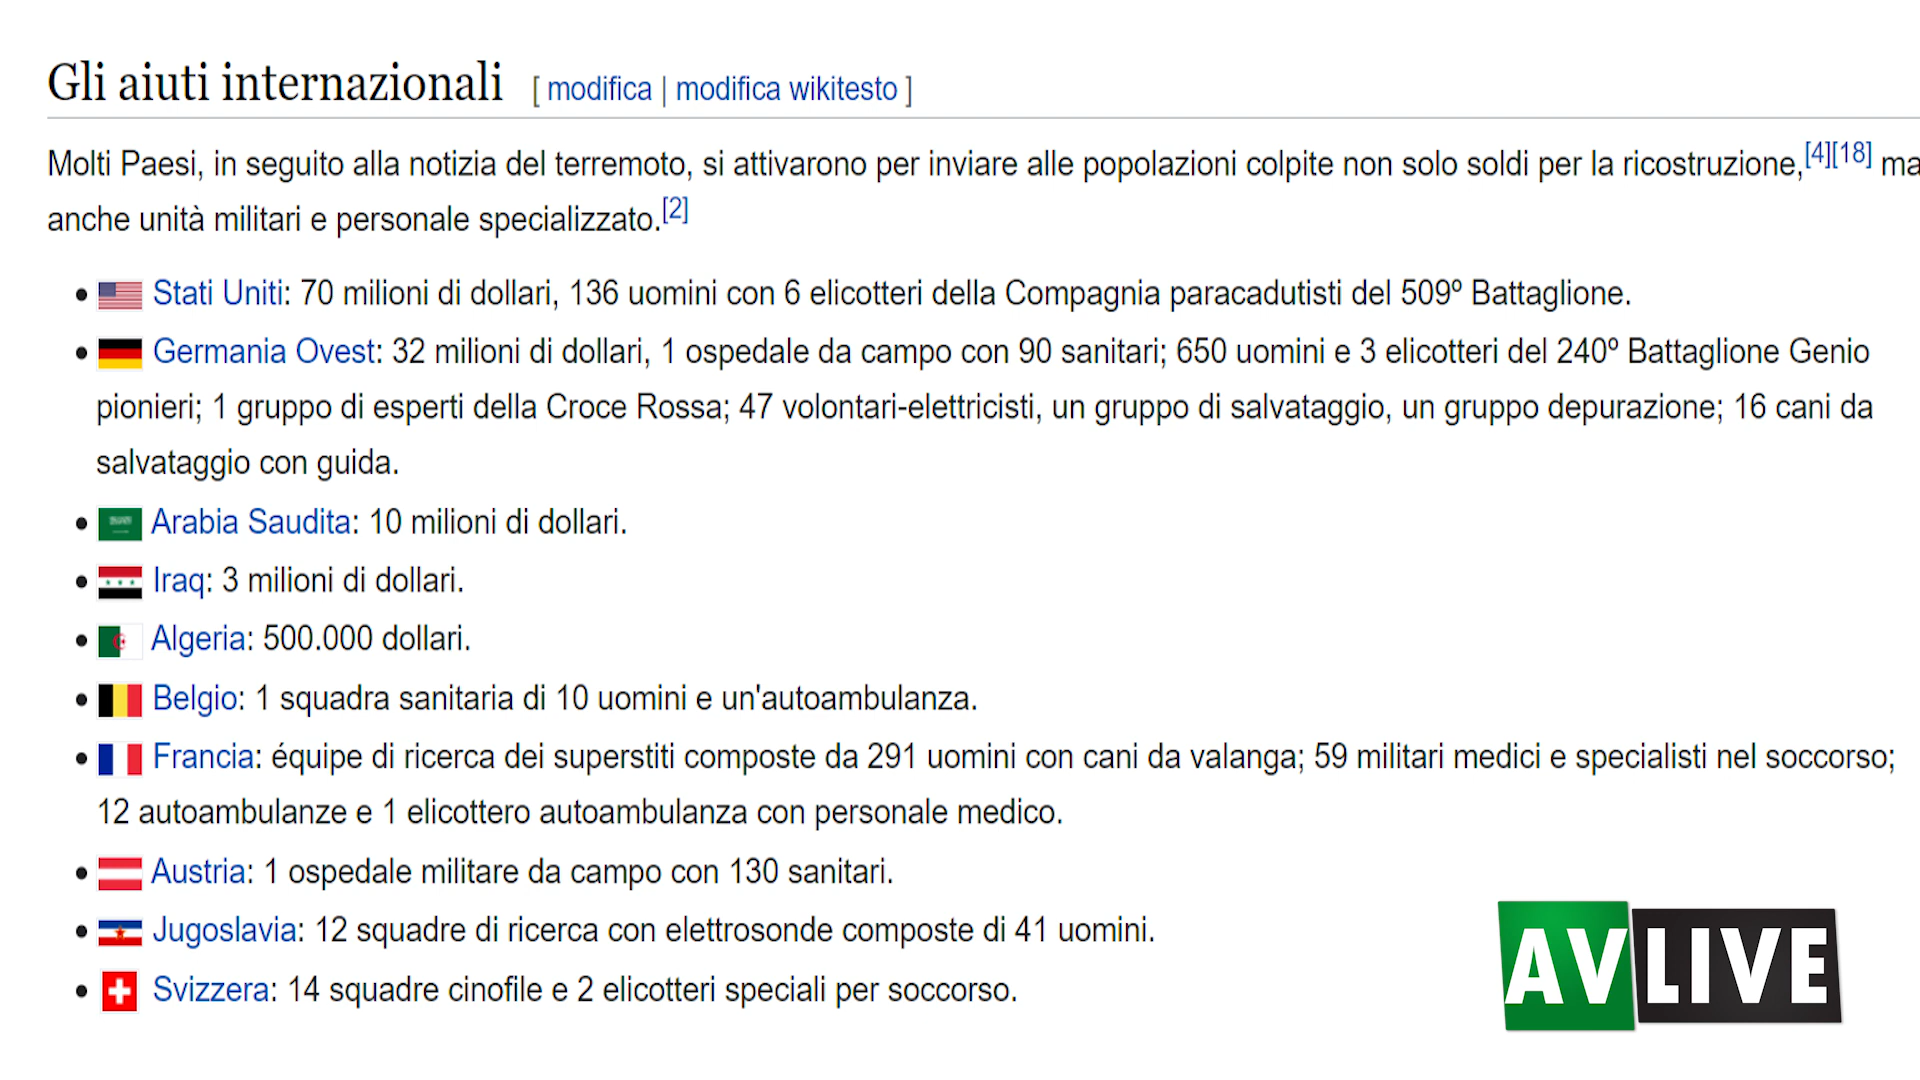 Gli aiuti internazionali [ modifica | modifica wikitesto ]
Molti Paesi, in seguito alla notizia del terremoto, si attivarono per inviare alle popolazioni colpite non solo soldi per la ricostruzione,[4][18] ma
anche unità militari e personale specializzato.[2]
• Stati Uniti: 70 milioni di dollari, 136 uomini con 6 elicotteri della Compagnia paracadutisti del 509º Battaglione.
• Germania Ovest: 32 milioni di dollari, 1 ospedale da campo con 90 sanitari; 650 uomini e 3 elicotteri del 240º Battaglione Genio
pionieri; 1 gruppo di esperti della Croce Rossa; 47 volontari-elettricisti, un gruppo di salvataggio, un gruppo depurazione; 16 cani da
salvataggio con guida.
• Arabia Saudita: 10 milioni di dollari.
• Iraq: 3 milioni di dollari.
• Algeria: 500.000 dollari.
• Belgio: 1 squadra sanitaria di 10 uomini e un'autoambulanza.
• Francia: équipe di ricerca dei superstiti composte da 291 uomini con cani da valanga; 59 militari medici e specialisti nel soccorso;
12 autoambulanze e 1 elicottero autoambulanza con personale medico.
• Austria: 1 ospedale militare da campo con 130 sanitari.
• Jugoslavia: 12 squadre di ricerca con elettrosonde composte di 41 uomini.
• Svizzera: 14 squadre cinofile e 2 elicotteri speciali per soccorso.
AV LIVE